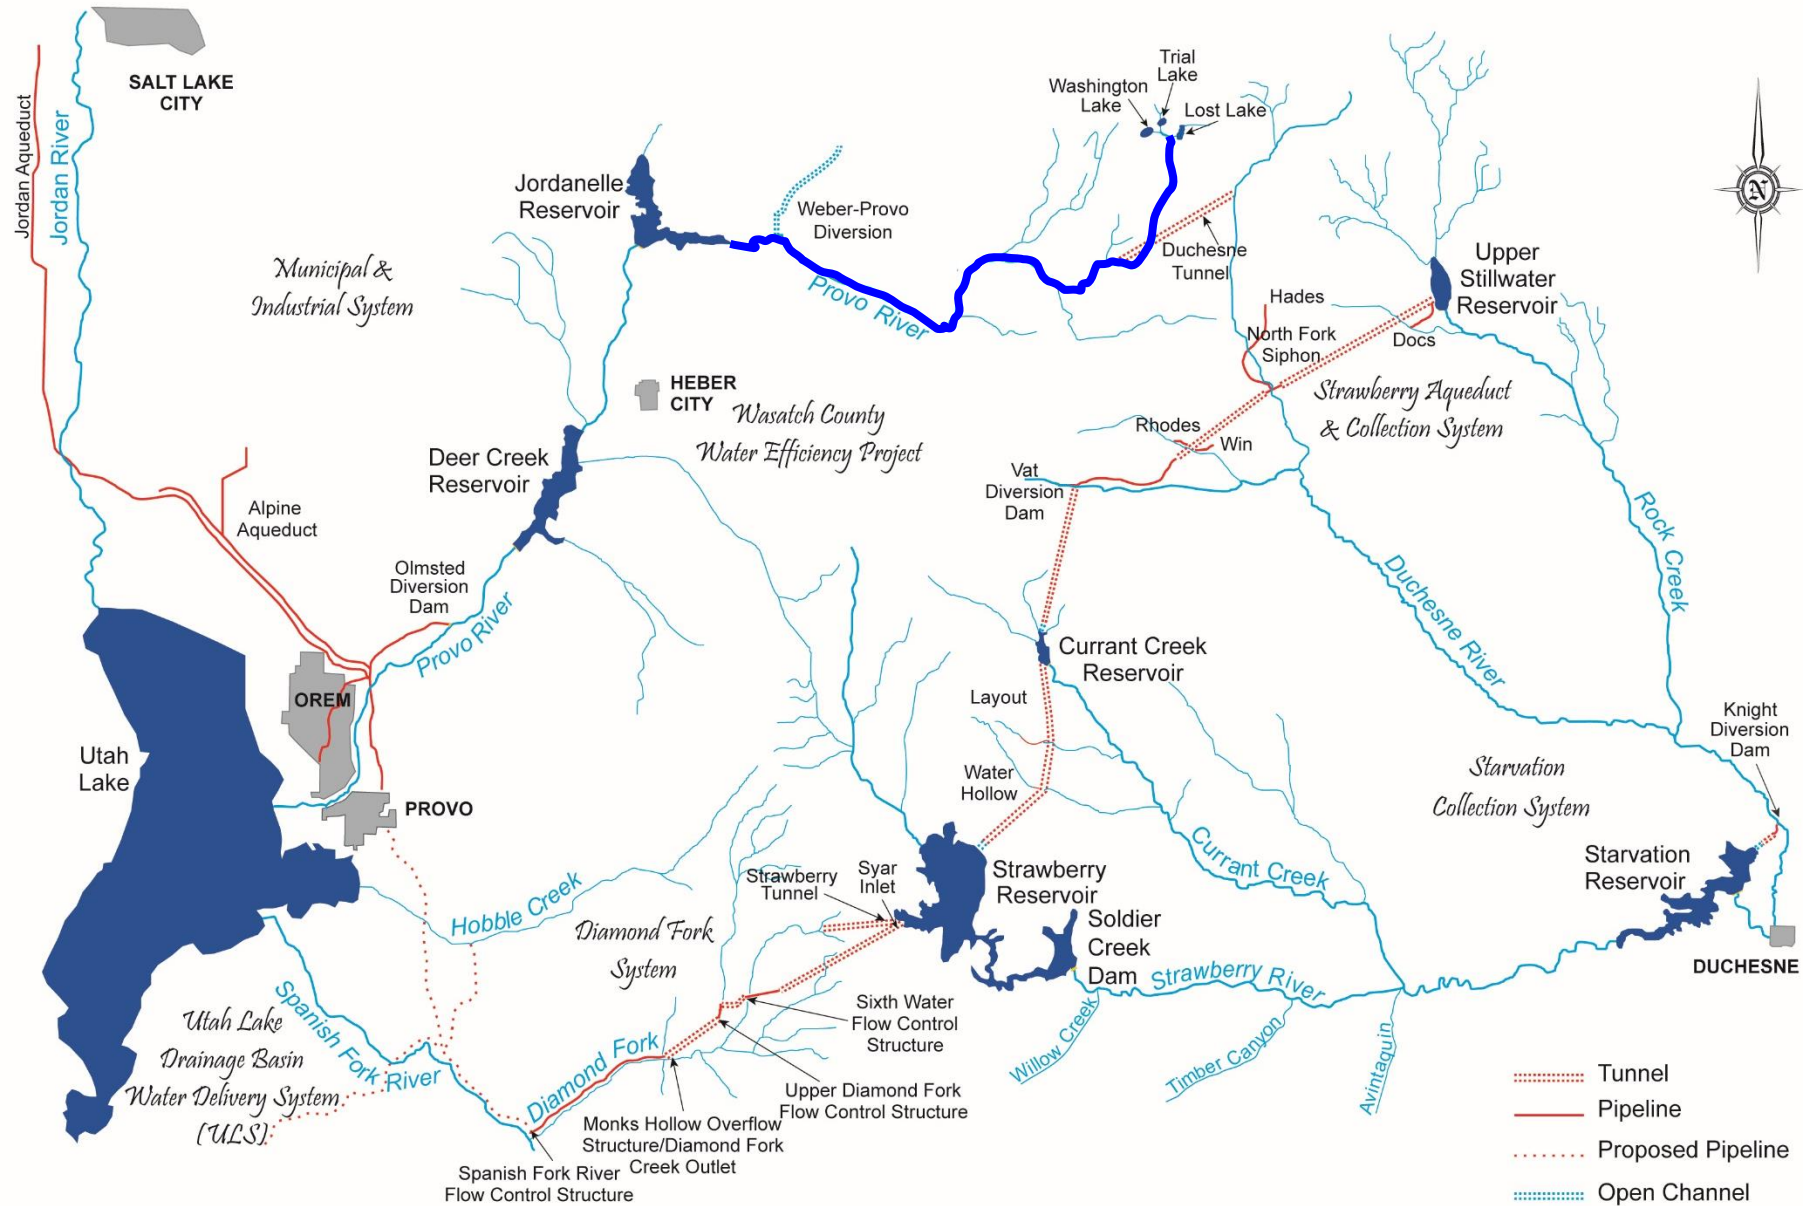 SALT LAKE
CITY
Jordan Aqueduct
Jordan River
Trial
Lake
Washington
Lake
Lost Lake
Jordanelle
Reservoir
Weber-Provo
Diversion
Duchesne
Tunnel
N
Upper
Stillwater
Reservoir
Municipal &
Industrial System
Provo River
Hades
North Fork
Siphon
Docs
HEBER
CITY
Wasatch County
Water Efficiency Project
Strawberry Aqueduct
& Collection System
Rhodes
Win
Deer Creek
Reservoir
Vat
Diversion
Dam
Alpine
Aqueduct
Rock Creek
Olmsted
Diversion
Dam
Provo River
Duchesne River
Currant Creek
Reservoir
Layout
OREM
Utah
Lake
Knight
Diversion
Dam
Water
Hollow
Starvation
Collection System
PROVO
Currant Creek
Starvation
Reservoir
Strawberry
Tunnel
Syar
Inlet
Strawberry
Reservoir
Hobble Creek
Diamond Fork
System
Soldier
Creek
Dam
DUCHESNE
Strawberry River
Spanish Fork River
Sixth Water
Flow Control
Structure
Willow Creek
Timber Canyon
Avintaquin
Utah Lake
Drainage Basin
Water Delivery System
(ULS)
Diamond Fork
Upper Diamond Fork
Flow Control Structure
Monks Hollow Overflow
Structure/Diamond Fork
Creek Outlet
Spanish Fork River
Flow Control Structure
Tunnel
Pipeline
Proposed Pipeline
Open Channel